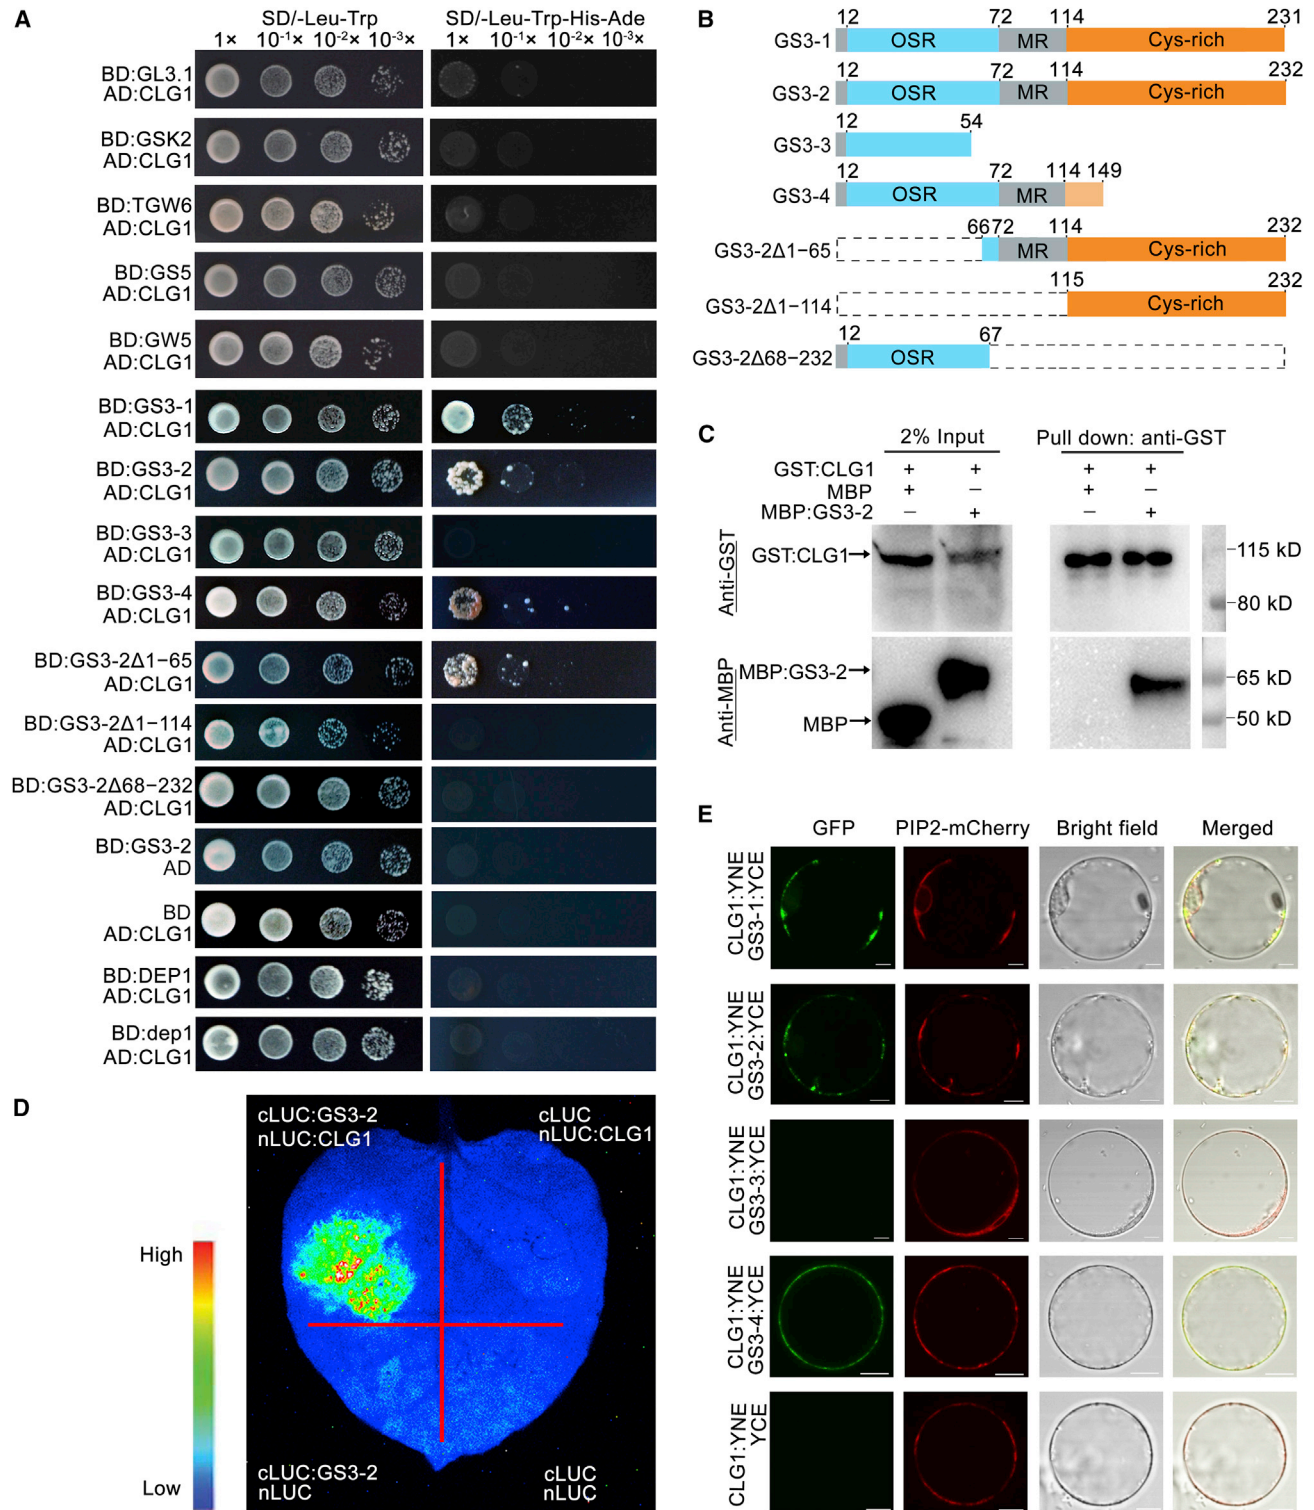 A
SD/-Leu-Trp
SD/-Leu-Trp-His-Ade
1× 10⁻¹× 10⁻²× 10⁻³×
1× 10⁻¹× 10⁻²× 10⁻³×
BD:GL3.1
AD:CLG1
BD:GSK2
AD:CLG1
BD:TGW6
AD:CLG1
BD:GS5
AD:CLG1
BD:GW5
AD:CLG1
BD:GS3-1
AD:CLG1
BD:GS3-2
AD:CLG1
BD:GS3-3
AD:CLG1
BD:GS3-4
AD:CLG1
BD:GS3-2Δ1−65
AD:CLG1
BD:GS3-2Δ1−114
AD:CLG1
BD:GS3-2Δ68−232
AD:CLG1
BD:GS3-2
AD
BD
AD:CLG1
BD:DEP1
AD:CLG1
BD:dep1
AD:CLG1
B
12 72 114 231
GS3-1 OSR MR Cys-rich
12 72 114 232
GS3-2 OSR MR Cys-rich
12 54
GS3-3
12 72 114 149
GS3-4 OSR MR
66 72 114 232
GS3-2Δ1−65 MR Cys-rich
115 232
GS3-2Δ1−114 Cys-rich
12 67
GS3-2Δ68−232 OSR
C
2% Input Pull down: anti-GST
GST:CLG1 + + + +
MBP + − + −
MBP:GS3-2 − + − +
Anti-GST
GST:CLG1
115 kD
80 kD
Anti-MBP
MBP:GS3-2
MBP
65 kD
50 kD
D
cLUC:GS3-2
nLUC:CLG1
cLUC
nLUC:CLG1
High
Low
cLUC:GS3-2
nLUC
cLUC
nLUC
E
GFP PIP2-mCherry Bright field Merged
CLG1:YNE
GS3-1:YCE
CLG1:YNE
GS3-2:YCE
CLG1:YNE
GS3-3:YCE
CLG1:YNE
GS3-4:YCE
CLG1:YNE
YCE